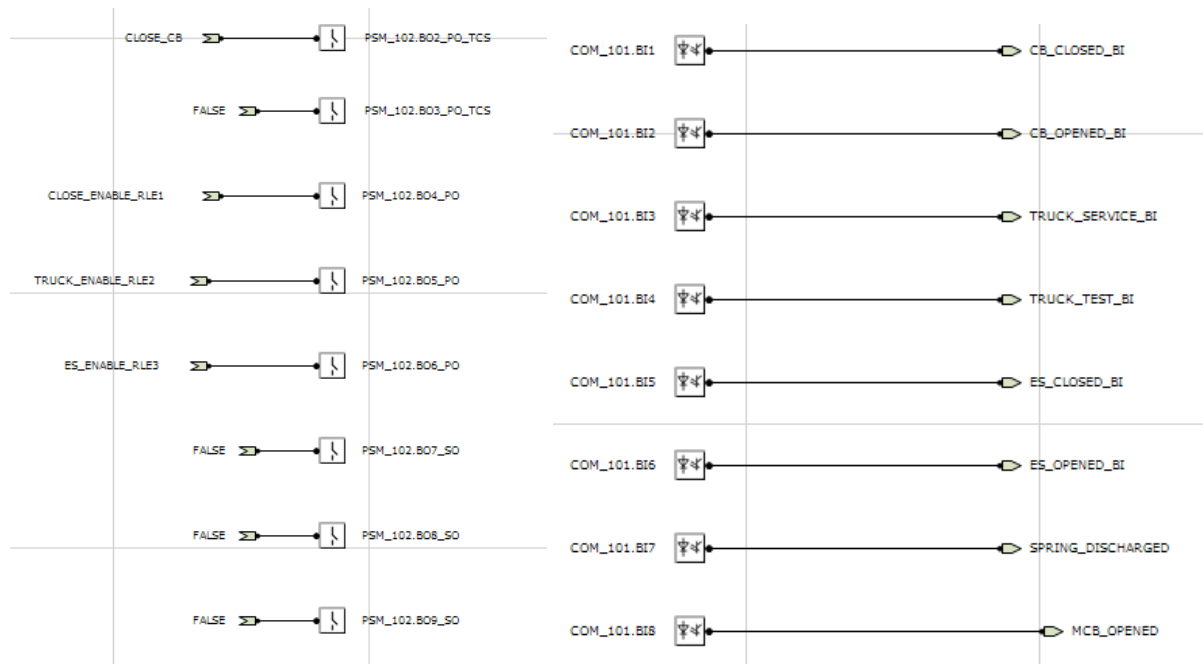 CLOSE_CB PSM_102.BO2_PO_TCS
FALSE PSM_102.BO3_PO_TCS
CLOSE_ENABLE_RLE1 PSM_102.BO4_PO
TRUCK_ENABLE_RLE2 PSM_102.BO5_PO
ES_ENABLE_RLE3 PSM_102.BO6_PO
FALSE PSM_102.BO7_SO
FALSE PSM_102.BO8_SO
FALSE PSM_102.BO9_SO
COM_101.BI1 CB_CLOSED_BI
COM_101.BI2 CB_OPENED_BI
COM_101.BI3 TRUCK_SERVICE_BI
COM_101.BI4 TRUCK_TEST_BI
COM_101.BI5 ES_CLOSED_BI
COM_101.BI6 ES_OPENED_BI
COM_101.BI7 SPRING_DISCHARGED
COM_101.BI8 MCB_OPENED